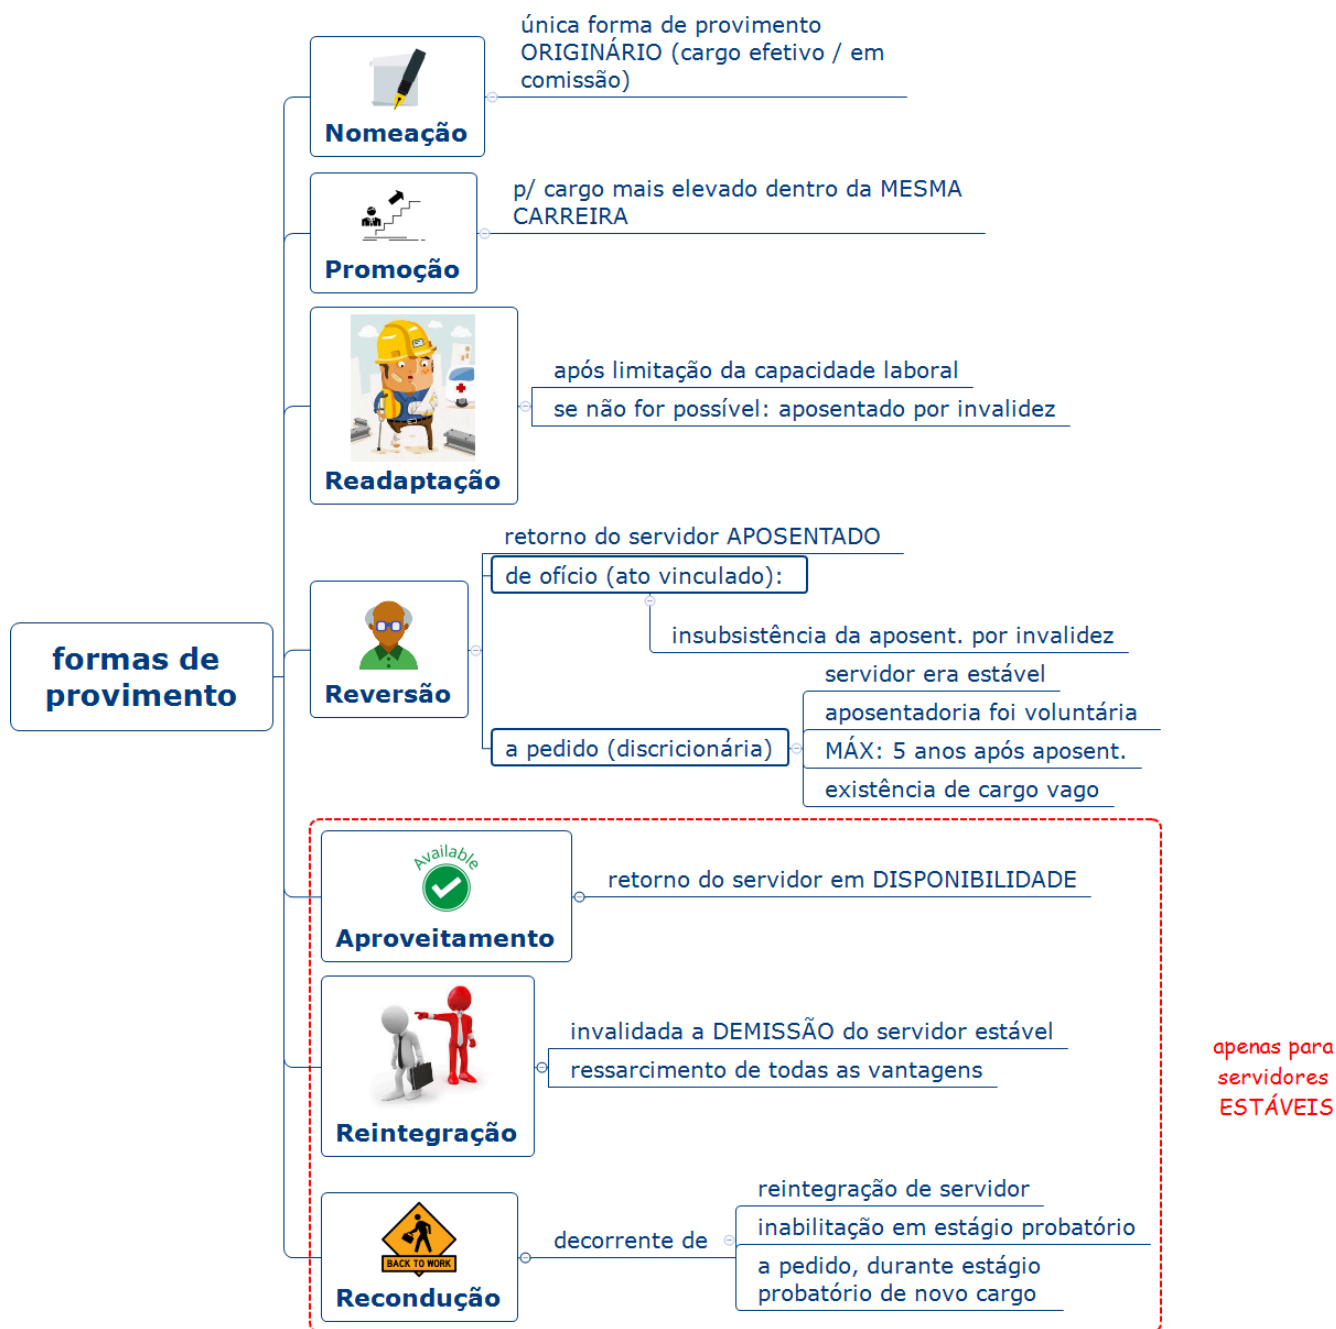 única forma de provimento
ORIGINÁRIO (cargo efetivo / em
comissão)
Nomeação
p/ cargo mais elevado dentro da MESMA
CARREIRA
Promoção
após limitação da capacidade laboral
se não for possível: aposentado por invalidez
Readaptação
retorno do servidor APOSENTADO
de ofício (ato vinculado):
insubsistência da aposent. por invalidez
formas de
provimento
Reversão
servidor era estável
aposentadoria foi voluntária
a pedido (discricionária)
MÁX: 5 anos após aposent.
existência de cargo vago
Available
retorno do servidor em DISPONIBILIDADE
Aproveitamento
invalidada a DEMISSÃO do servidor estável
ressarcimento de todas as vantagens
Reintegração
apenas para
servidores
ESTÁVEIS
reintegração de servidor
inabilitação em estágio probatório
decorrente de
a pedido, durante estágio
probatório de novo cargo
BACK TO WORK
Recondução